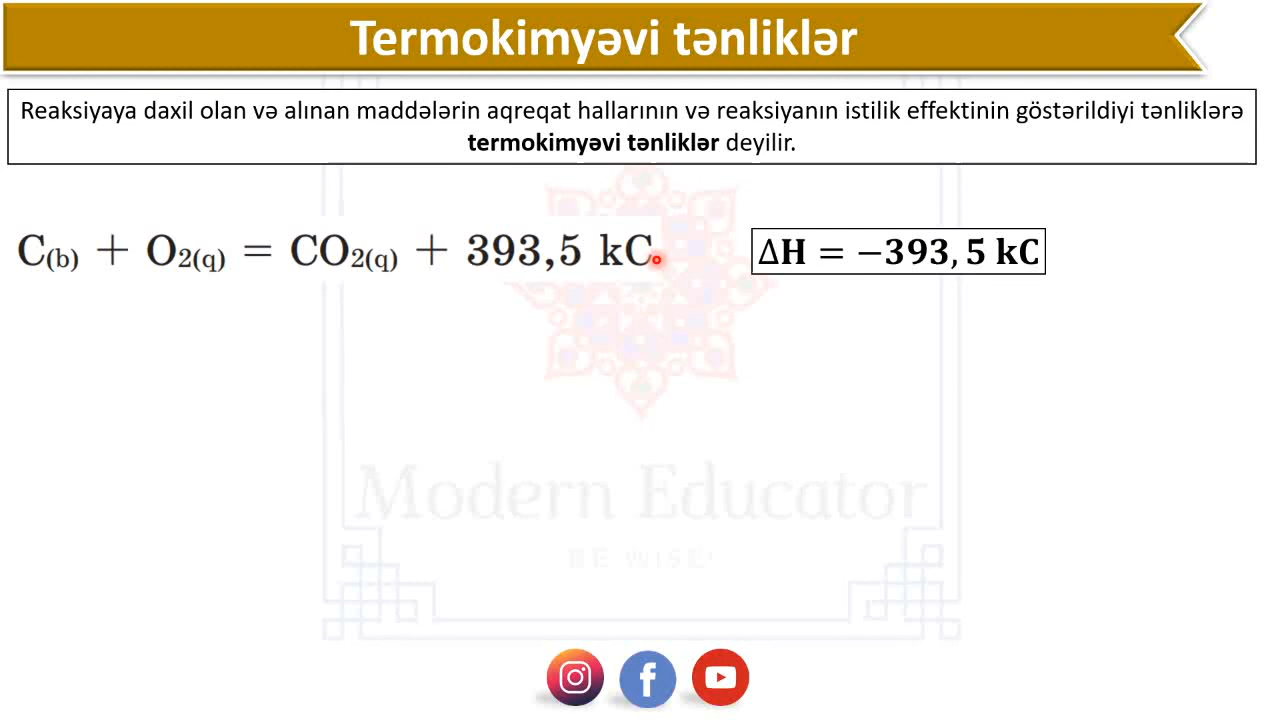 Termokimyəvi tənliklər
Reaksiyaya daxil olan və alınan maddələrin aqreqat hallarının və reaksiyanın istilik effektinin göstərildiyi tənliklərə
termokimyəvi tənliklər deyilir.
C(b) + O2(q) = CO2(q) + 393,5 kC
∆H = −393, 5 kC
Modern Educator
BE WISE!